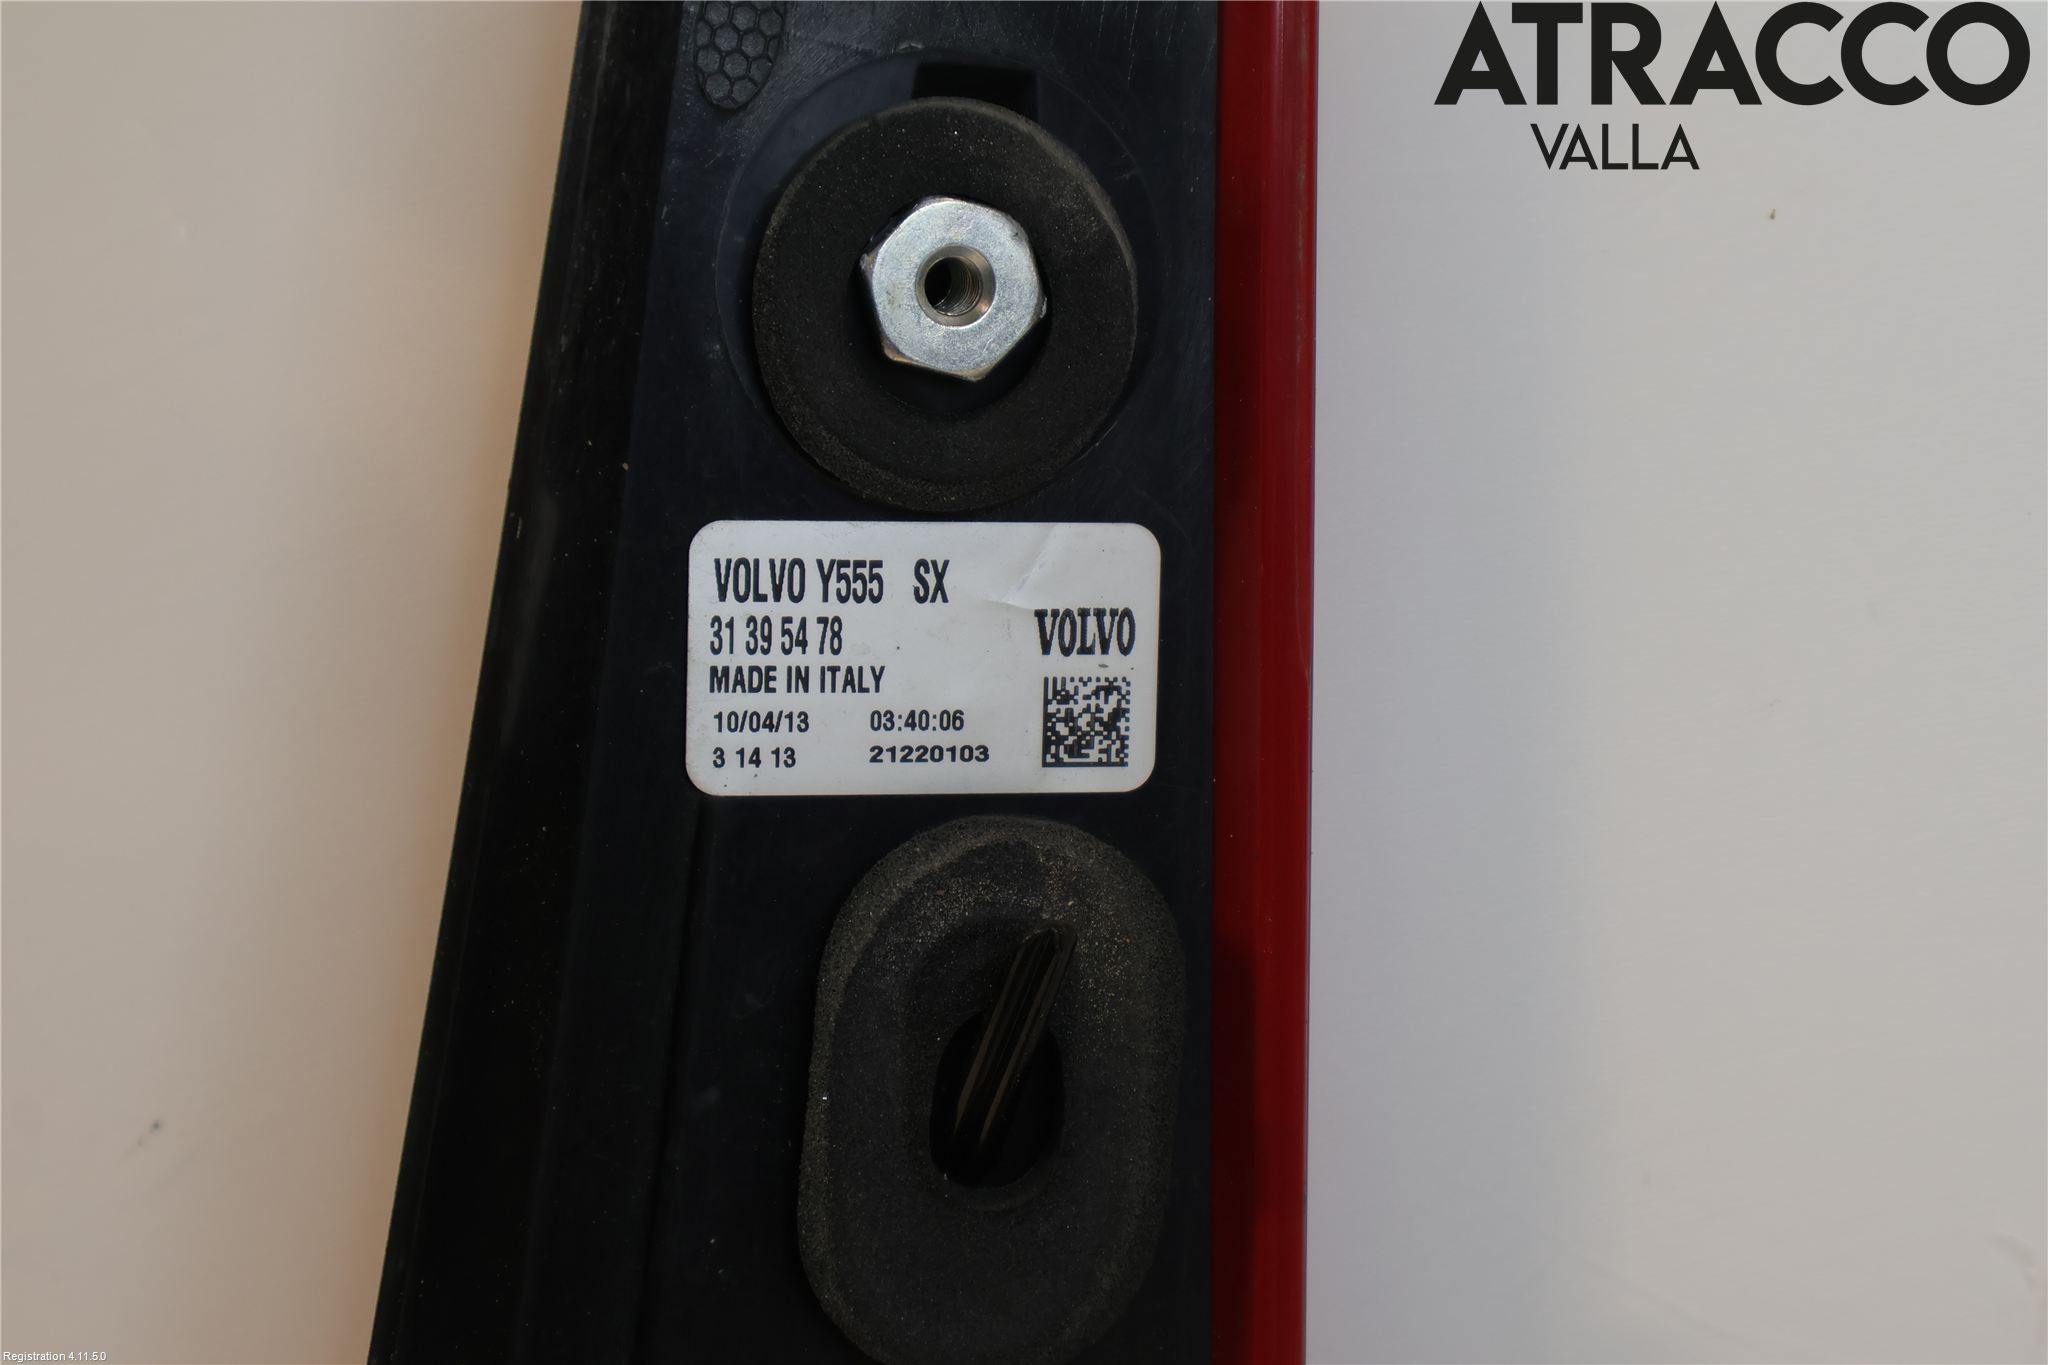 ATRACCO
VALLA
VOLVO Y555 SX
31 39 54 78
VOLVO
MADE IN ITALY
10/04/13 03:40:06
3 14 13 21220103
Registration 4.11.5.0